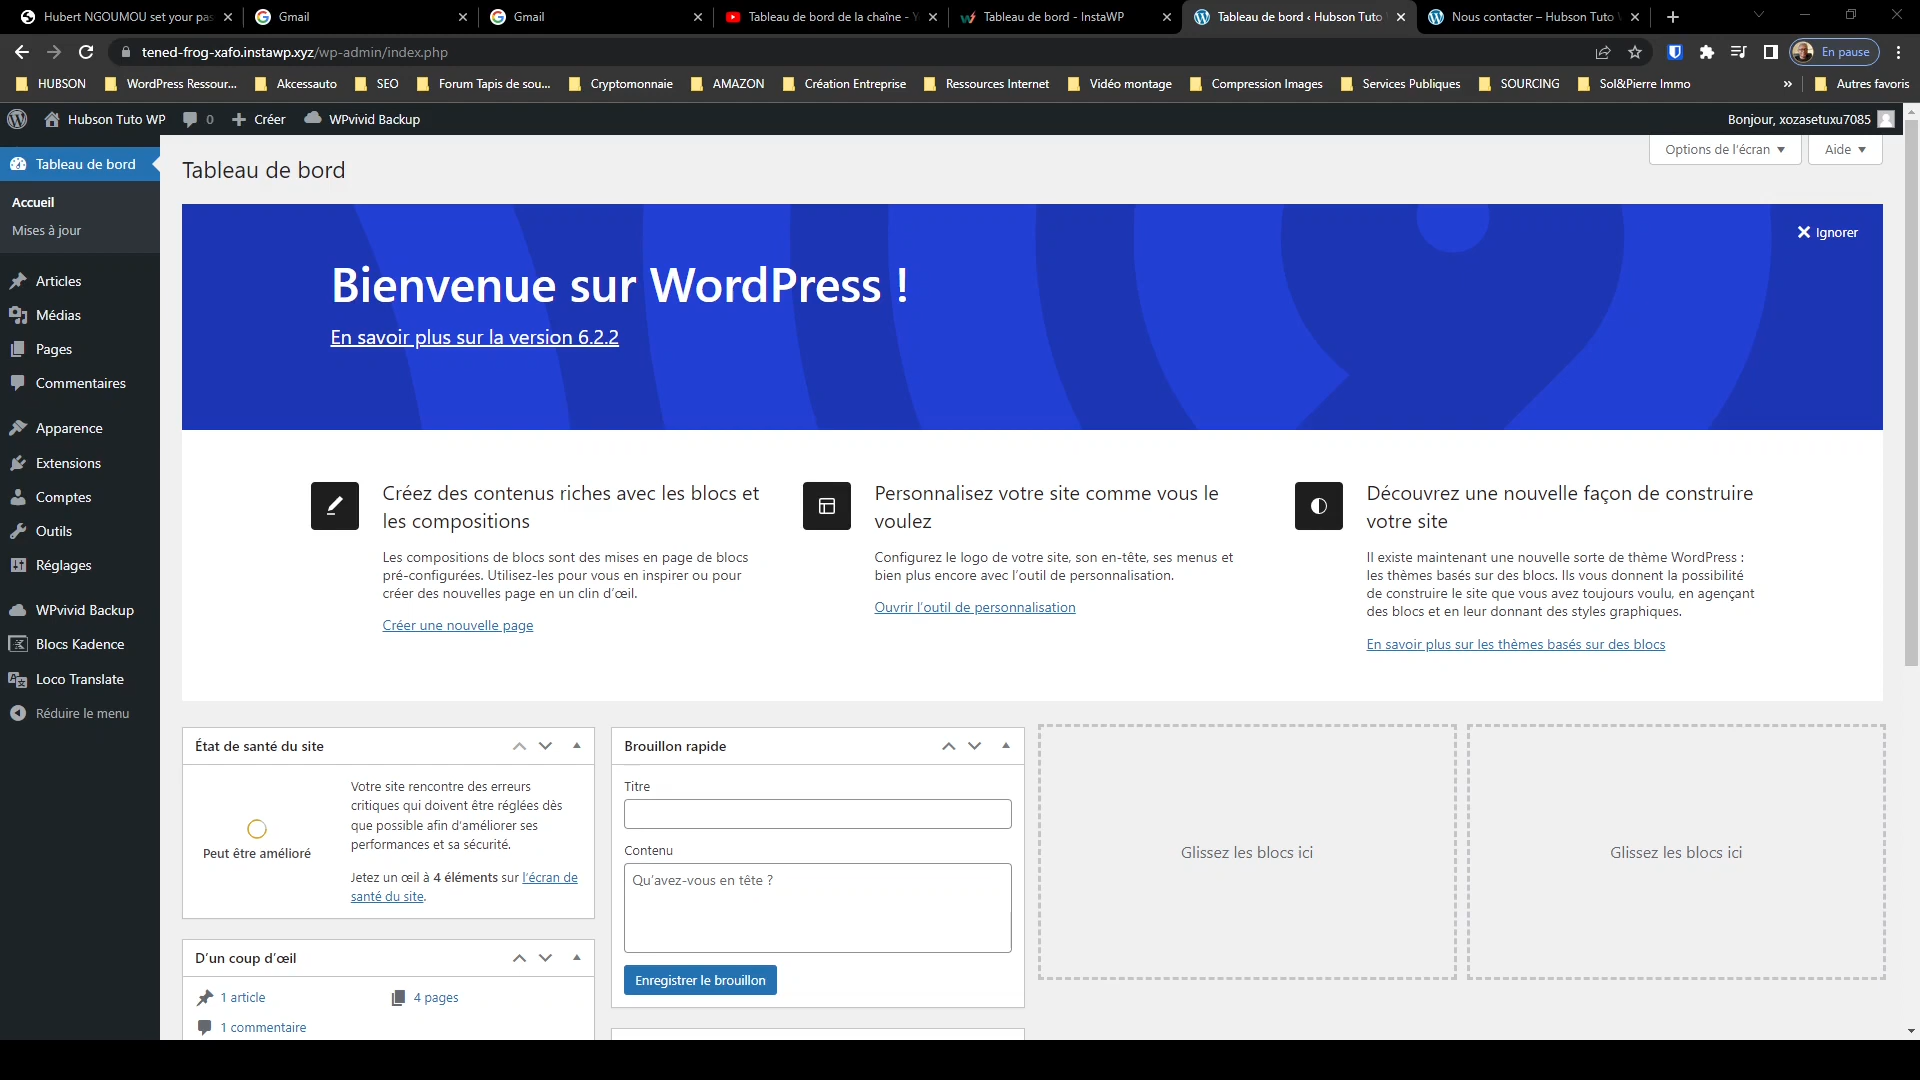 Hubert NGOUMOU set your pas
Gmail
Gmail
Tableau de bord de la chaîne - Y
Tableau de bord - InstaWP
Tableau de bord ‹ Hubson Tuto
Nous contacter – Hubson Tuto
tened-frog-xafo.instawp.xyz/wp-admin/index.php
En pause
HUBSON
WordPress Ressour...
Akcessauto
SEO
Forum Tapis de sou...
Cryptomonnaie
AMAZON
Création Entreprise
Ressources Internet
Vidéo montage
Compression Images
Services Publiques
SOURCING
Sol&Pierre Immo
»
Autres favoris
Hubson Tuto WP
0
Créer
WPvivid Backup
Bonjour, xozasetuxu7085
Tableau de bord
Accueil
Mises à jour
Articles
Médias
Pages
Commentaires
Apparence
Extensions
Comptes
Outils
Réglages
WPvivid Backup
Blocs Kadence
Loco Translate
Réduire le menu
Options de l'écran
Aide
Tableau de bord
Ignorer
Bienvenue sur WordPress !
En savoir plus sur la version 6.2.2
Créez des contenus riches avec les blocs et
les compositions
Les compositions de blocs sont des mises en page de blocs
pré-configurées. Utilisez-les pour vous en inspirer ou pour
créer des nouvelles page en un clin d'œil.
Créer une nouvelle page
Personnalisez votre site comme vous le
voulez
Configurez le logo de votre site, son en-tête, ses menus et
bien plus encore avec l'outil de personnalisation.
Ouvrir l'outil de personnalisation
Découvrez une nouvelle façon de construire
votre site
Il existe maintenant une nouvelle sorte de thème WordPress :
les thèmes basés sur des blocs. Ils vous donnent la possibilité
de construire le site que vous avez toujours voulu, en agençant
des blocs et en leur donnant des styles graphiques.
En savoir plus sur les thèmes basés sur des blocs
État de santé du site
Peut être amélioré
Votre site rencontre des erreurs
critiques qui doivent être réglées dès
que possible afin d'améliorer ses
performances et sa sécurité.
Jetez un œil à 4 éléments sur l'écran de
santé du site.
D'un coup d'œil
1 article
4 pages
1 commentaire
Brouillon rapide
Titre
Contenu
Qu'avez-vous en tête ?
Enregistrer le brouillon
Glissez les blocs ici
Glissez les blocs ici